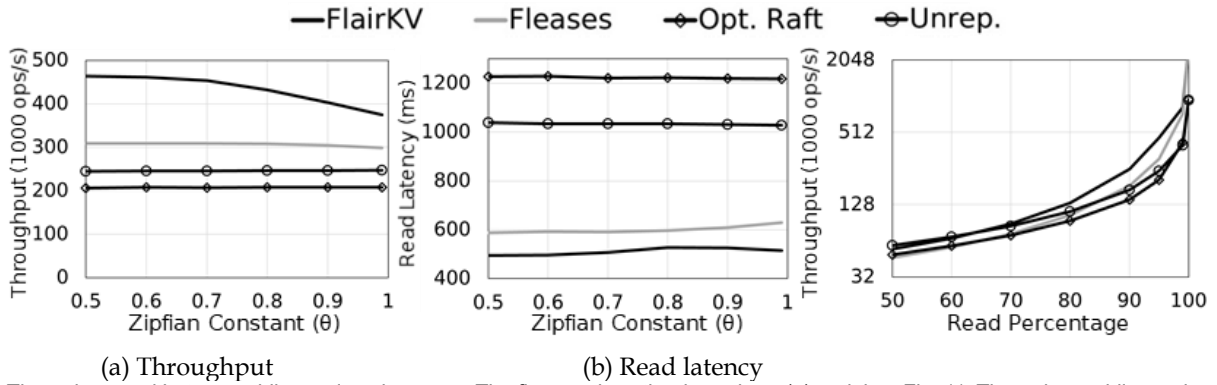 FlairKV Fleases Opt. Raft Unrep.
Throughput (1000 ops/s)
500
400
300
200
100
0
0.5 0.6 0.7 0.8 0.9 1
Zipfian Constant (θ)
(a) Throughput
Read Latency (ms)
1200
1000
800
600
400
0.5 0.6 0.7 0.8 0.9 1
Zipfian Constant (θ)
(b) Read latency
Throughput (1000 ops/s)
2048
512
128
32
50 60 70 80 90 100
Read Percentage